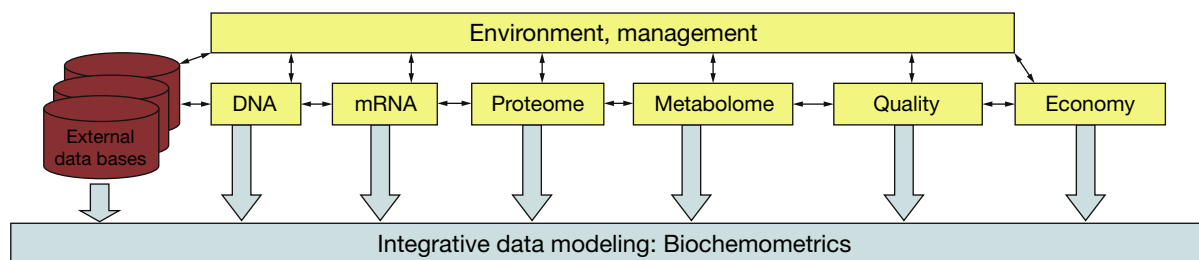 Environment, management
DNA
mRNA
Proteome
Metabolome
Quality
Economy
External
data bases
Integrative data modeling: Biochemometrics